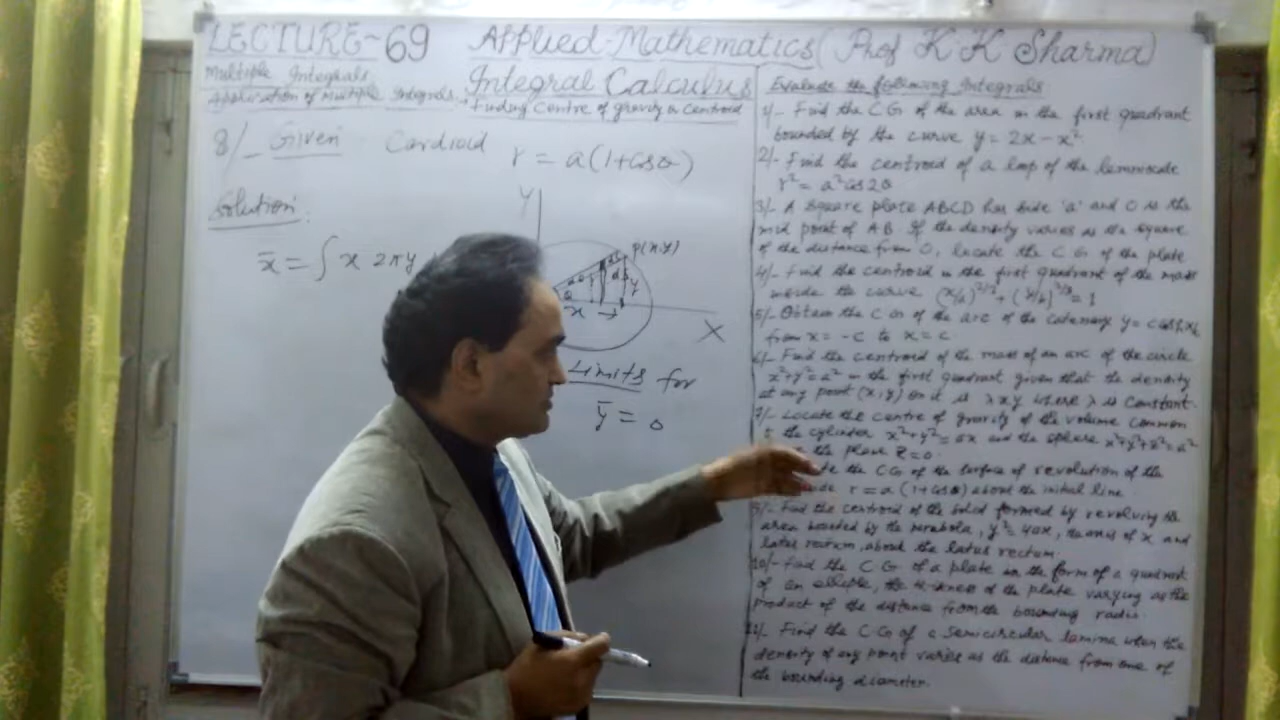 LECTURE-69 Applied-Mathematics (Prof K K Sharma)
Multiple Integrals
Integral Calculus
Application of Multiple Integrals
Finding Centre of gravity or Centroid
8/- Given Cardioid r = a(1+Cosθ)
Solution:
x̄ = ∫ x 2πy
Y
P(x,y)
ds
y
θ
x
X
Limits for
ȳ = 0
Evaluate the following Integrals
1/- Find the C G of the area in the first quadrant
bounded by the curve y = 2x - x²
2/- Find the centroid of a loop of the lemniscate
r² = a² cos 2θ
3/- A square plate ABCD has side 'a' and O is the
mid point of AB. If the density varies as the square
of the distance from O, locate the C G of the plate
4/- Find the centroid in the first quadrant of the mass
inside the curve (x/a)^2/3 + (y/b)^2/3 = 1
5/- Obtain the C G of the arc of the catenary y = c cosh x/c
from x = -c to x = c
6/- Find the centroid of the mass of an arc of the circle
x²+y² = a² in the first quadrant given that the density
at any point (x,y) on it is λxy where λ is constant.
7/- Locate the centre of gravity of the volume common
to the cylinder x²+y² = ax and the sphere x²+y²+z² = a²
the plane z = 0.
the C G of the surface of revolution of the
r = a (1+cosθ) about the initial line.
9/- Find the centroid of the solid formed by revolving the
area bounded by the parabola, y² = 4ax, the axis of x and
latus rectum, about the latus rectum.
10/- Find the C G of a plate in the form of a quadrant
of an ellipse, the thickness of the plate varying as the
product of the distance from the bounding radii.
11/- Find the C G of a semicircular lamina when the
density of any point varies as the distance from one of
the bounding diameter.